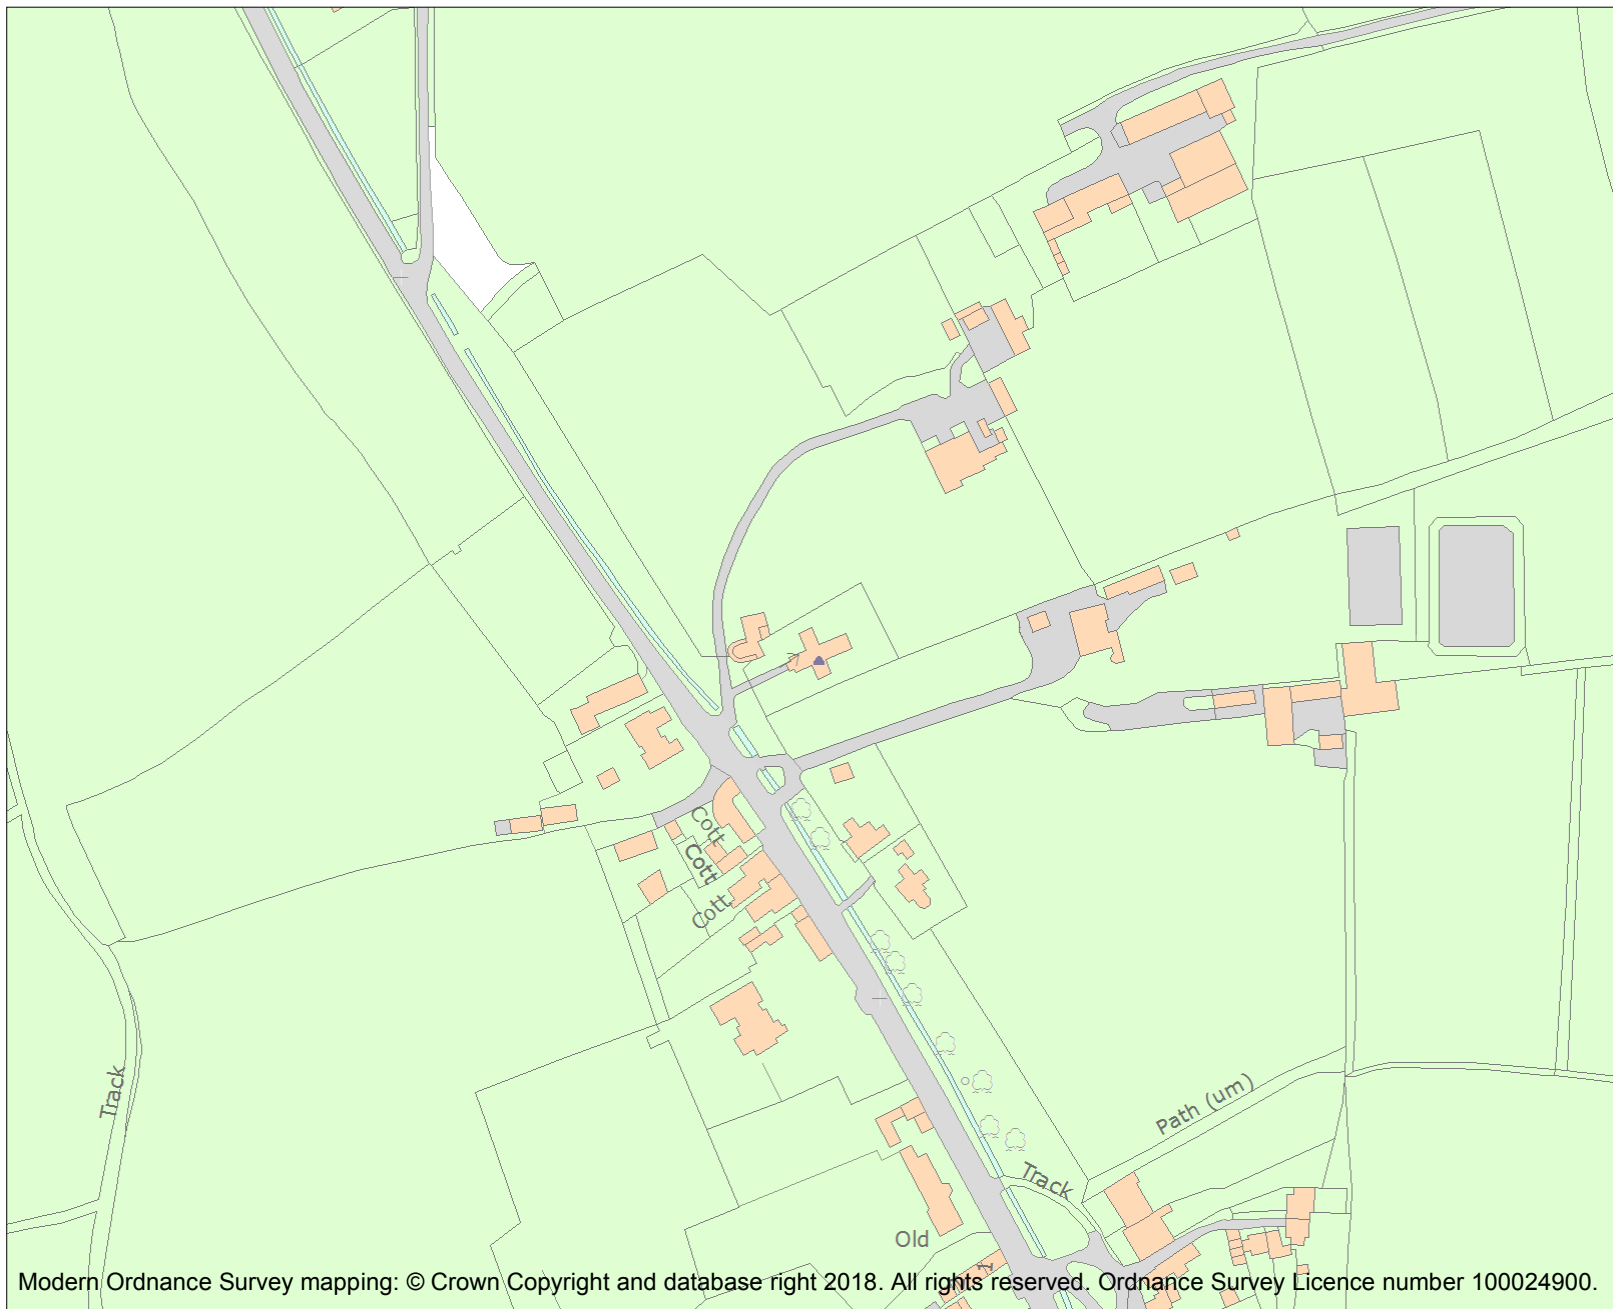 Cott
Cott
Cott
Track
Path (um)
Track
Old
Modern Ordnance Survey mapping: © Crown Copyright and database right 2018. All rights reserved. Ordnance Survey Licence number 100024900.